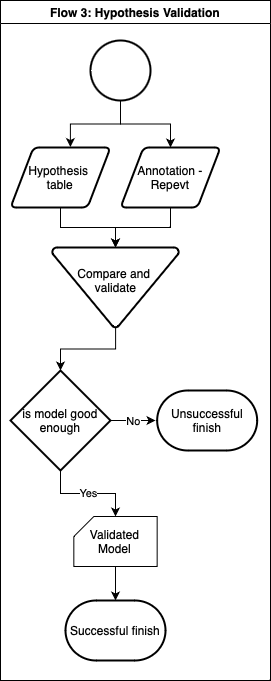 Flow 3: Hypothesis Validation
Hypothesis
table
Annotation -
Repevt
Compare and
validate
is model good
enough
No
Unsuccessful
finish
Yes
Validated
Model
Successful finish